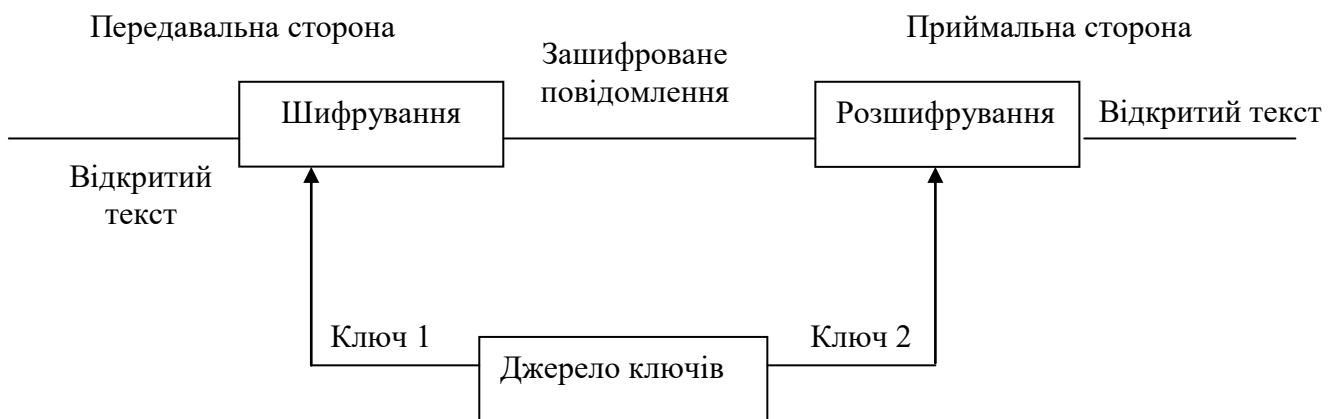 Передавальна сторона
Приймальна сторона
Зашифроване
повідомлення
Шифрування
Розшифрування
Відкритий текст
Відкритий
текст
Ключ 1
Ключ 2
Джерело ключів